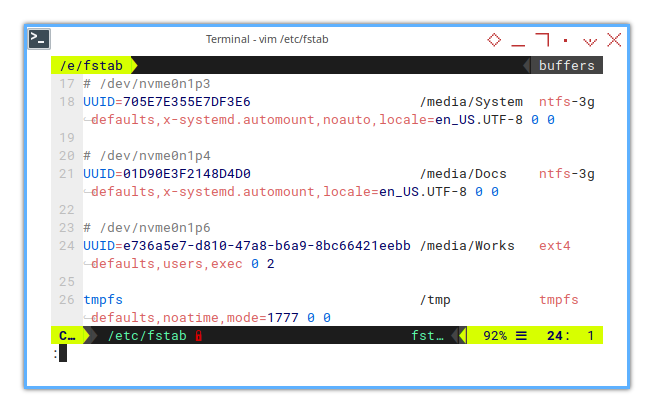 Terminal - vim /etc/fstab
/e/fstab buffers
17 # /dev/nvme0n1p3
18 UUID=705E7E355E7DF3E6 /media/System ntfs-3g
defaults,x-systemd.automount,noauto,locale=en_US.UTF-8 0 0
19
20 # /dev/nvme0n1p4
21 UUID=01D90E3F2148D4D0 /media/Docs ntfs-3g
defaults,x-systemd.automount,locale=en_US.UTF-8 0 0
22
23 # /dev/nvme0n1p6
24 UUID=e736a5e7-d810-47a8-b6a9-8bc66421eebb /media/Works ext4
defaults,users,exec 0 2
25
26 tmpfs /tmp tmpfs
defaults,noatime,mode=1777 0 0
C… /etc/fstab fst… 92% ☰ 24: 1
: